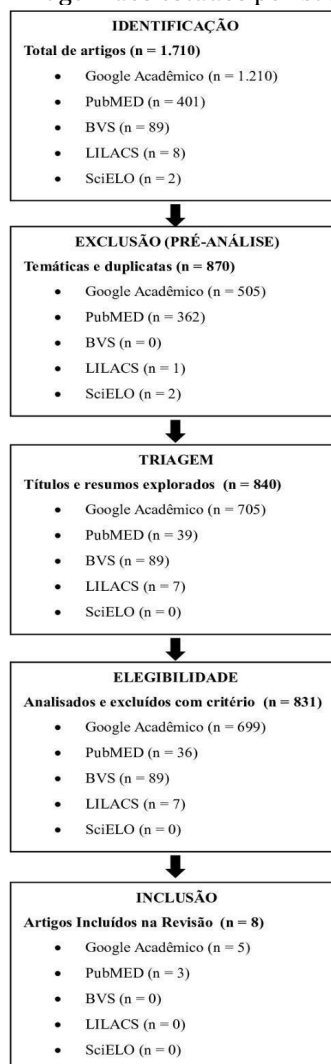 IDENTIFICAÇÃO
Total de artigos (n = 1.710)
• Google Acadêmico (n = 1.210)
• PubMED (n = 401)
• BVS (n = 89)
• LILACS (n = 8)
• SciELO (n = 2)
EXCLUSÃO (PRÉ-ANÁLISE)
Temáticas e duplicatas (n = 870)
• Google Acadêmico (n = 505)
• PubMED (n = 362)
• BVS (n = 0)
• LILACS (n = 1)
• SciELO (n = 2)
TRIAGEM
Títulos e resumos explorados (n = 840)
• Google Acadêmico (n = 705)
• PubMED (n = 39)
• BVS (n = 89)
• LILACS (n = 7)
• SciELO (n = 0)
ELEGIBILIDADE
Analisados e excluídos com critério (n = 831)
• Google Acadêmico (n = 699)
• PubMED (n = 36)
• BVS (n = 89)
• LILACS (n = 7)
• SciELO (n = 0)
INCLUSÃO
Artigos Incluídos na Revisão (n = 8)
• Google Acadêmico (n = 5)
• PubMED (n = 3)
• BVS (n = 0)
• LILACS (n = 0)
• SciELO (n = 0)